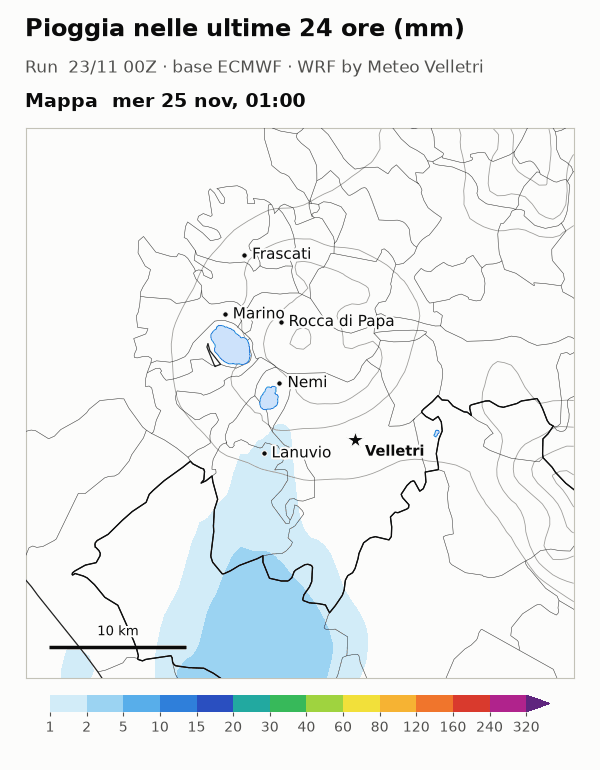 Pioggia nelle ultime 24 ore (mm)
Run  23/11 00Z · base ECMWF · WRF by Meteo Velletri
Mappa  mer 25 nov, 01:00
Frascati
Marino
Rocca di Papa
Nemi
Velletri
Lanuvio
10 km
1 2 5 10 15 20 30 40 60 80 120 160 240 320